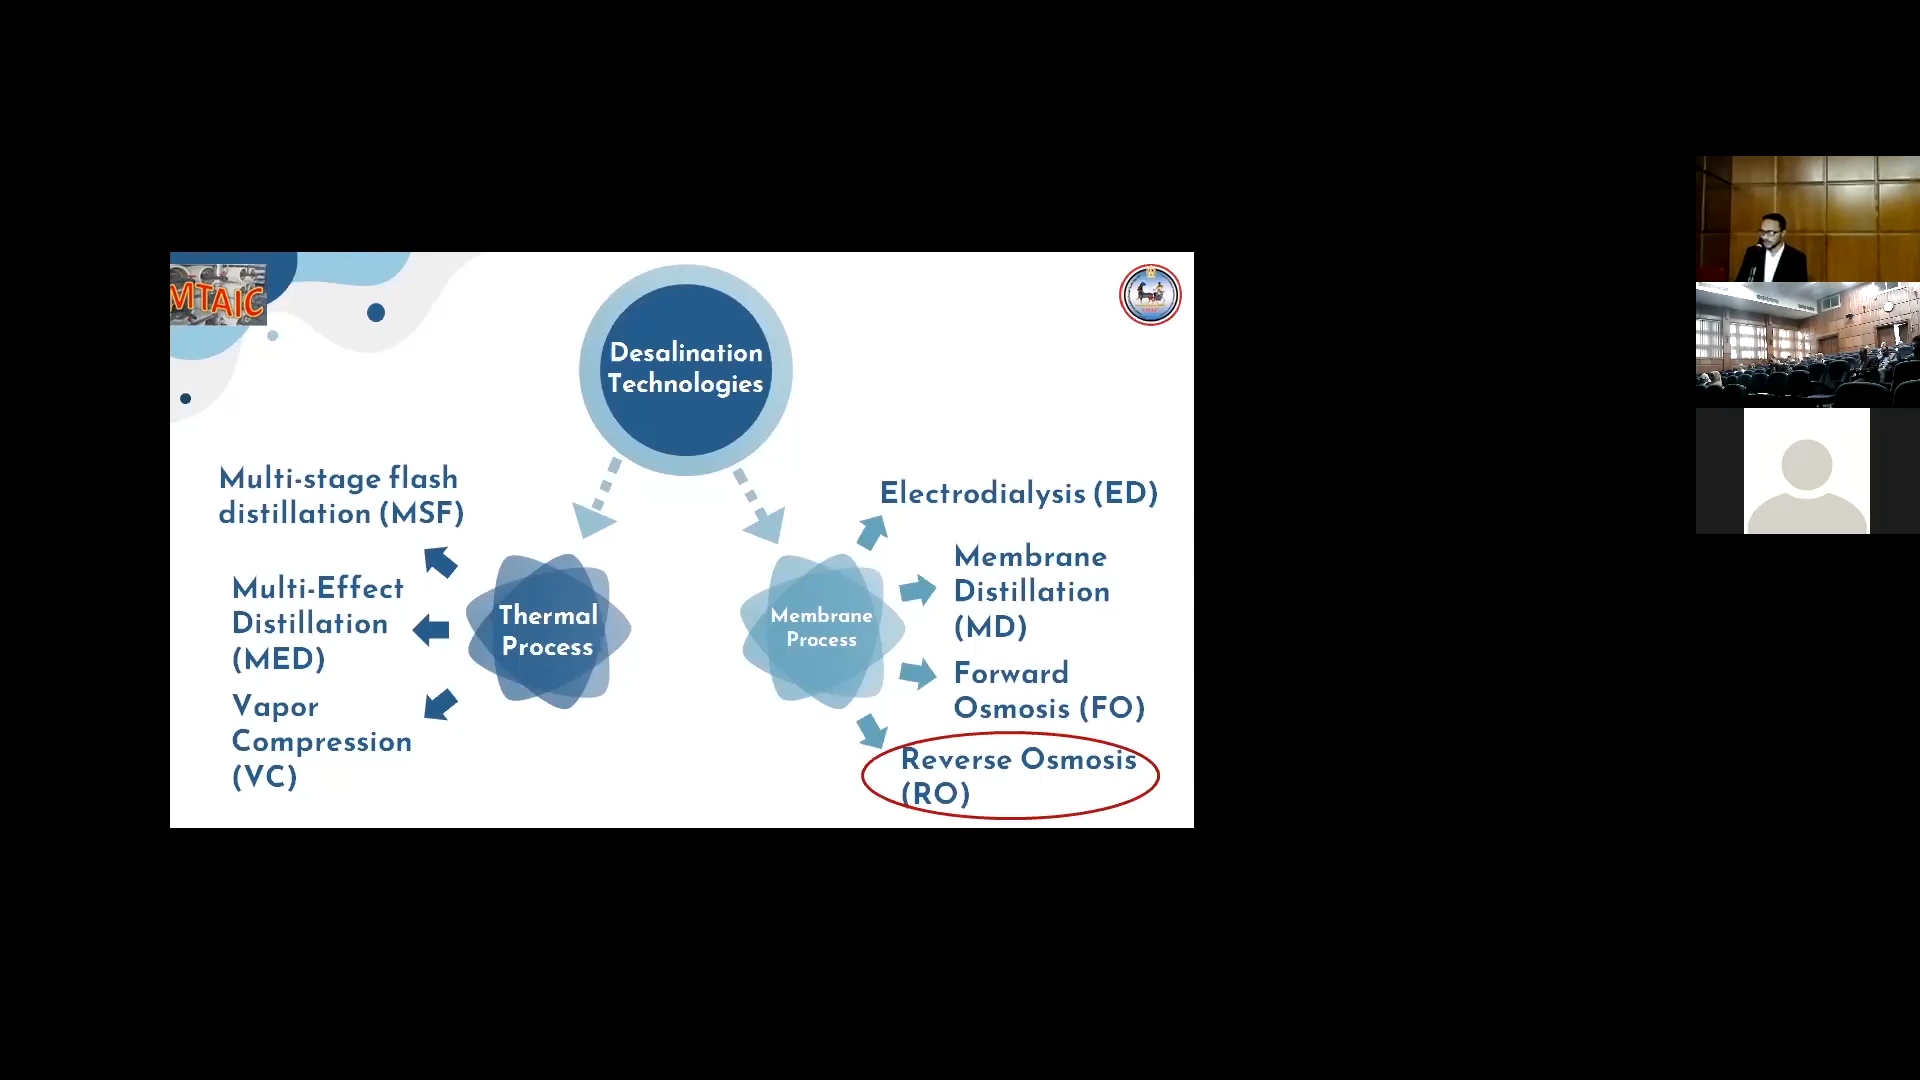 MTAIC
Desalination
Technologies
Multi-stage flash
distillation (MSF)
Multi-Effect
Distillation
(MED)
Vapor
Compression
(VC)
Thermal
Process
Membrane
Process
Electrodialysis (ED)
Membrane
Distillation
(MD)
Forward
Osmosis (FO)
Reverse Osmosis
(RO)